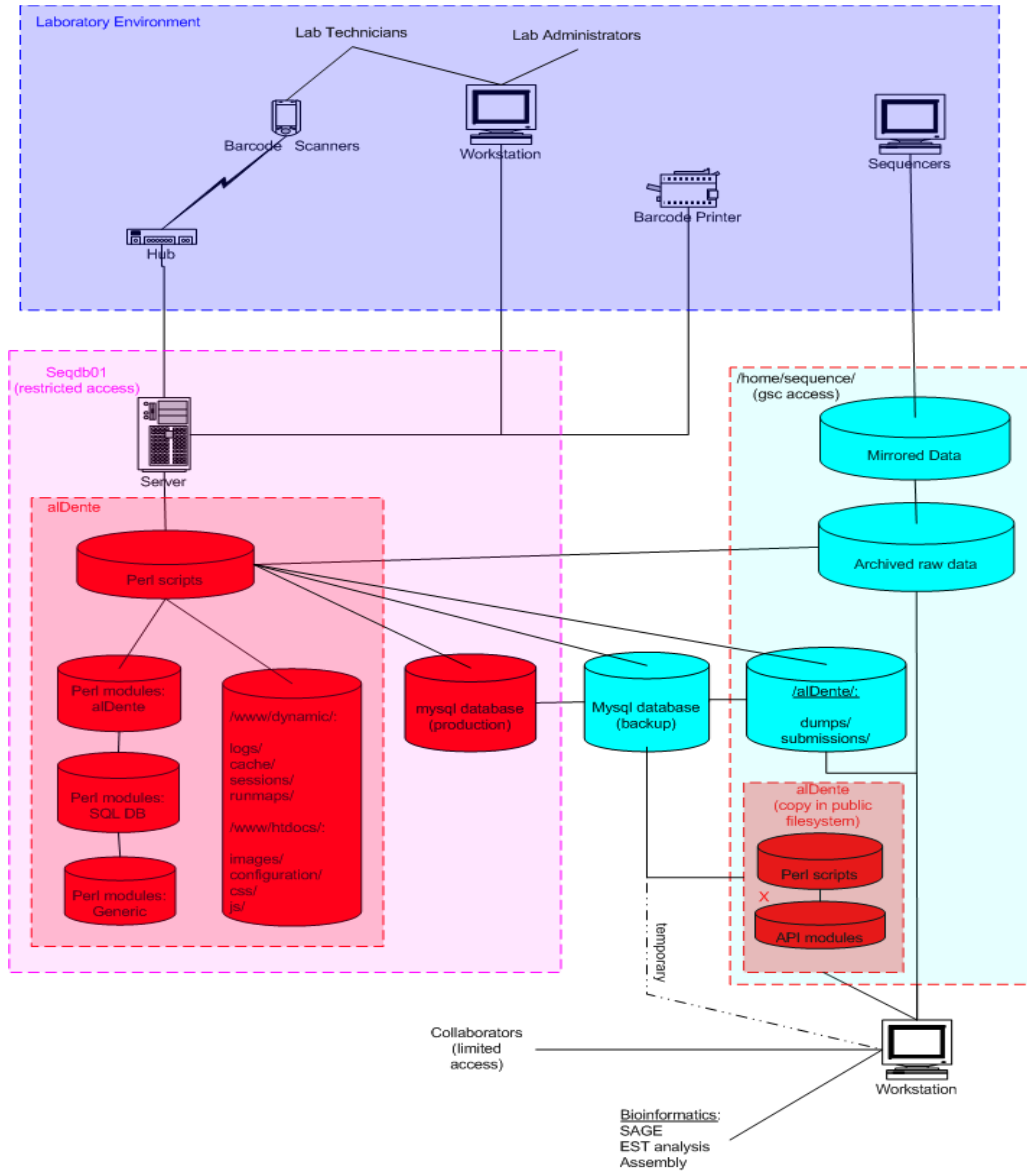 Laboratory Environment
Lab Technicians
Lab Administrators
Barcode Scanners
Workstation
Sequencers
Barcode Printer
Hub
Seqdb01
(restricted access)
Server
/home/sequence/
(gsc access)
Mirrored Data
Archived raw data
alDente
Perl scripts
Perl modules:
alDente
Perl modules:
SQL DB
Perl modules:
Generic
/www/dynamic/:
logs/
cache/
sessions/
runmaps/
/www/htdocs/:
images/
configuration/
css/
js/
mysql database
(production)
Mysql database
(backup)
/alDente/:
dumps/
submissions/
alDente
(copy in public
filesystem)
Perl scripts
X
API modules
temporary
Collaborators
(limited
access)
Workstation
Bioinformatics:
SAGE
EST analysis
Assembly